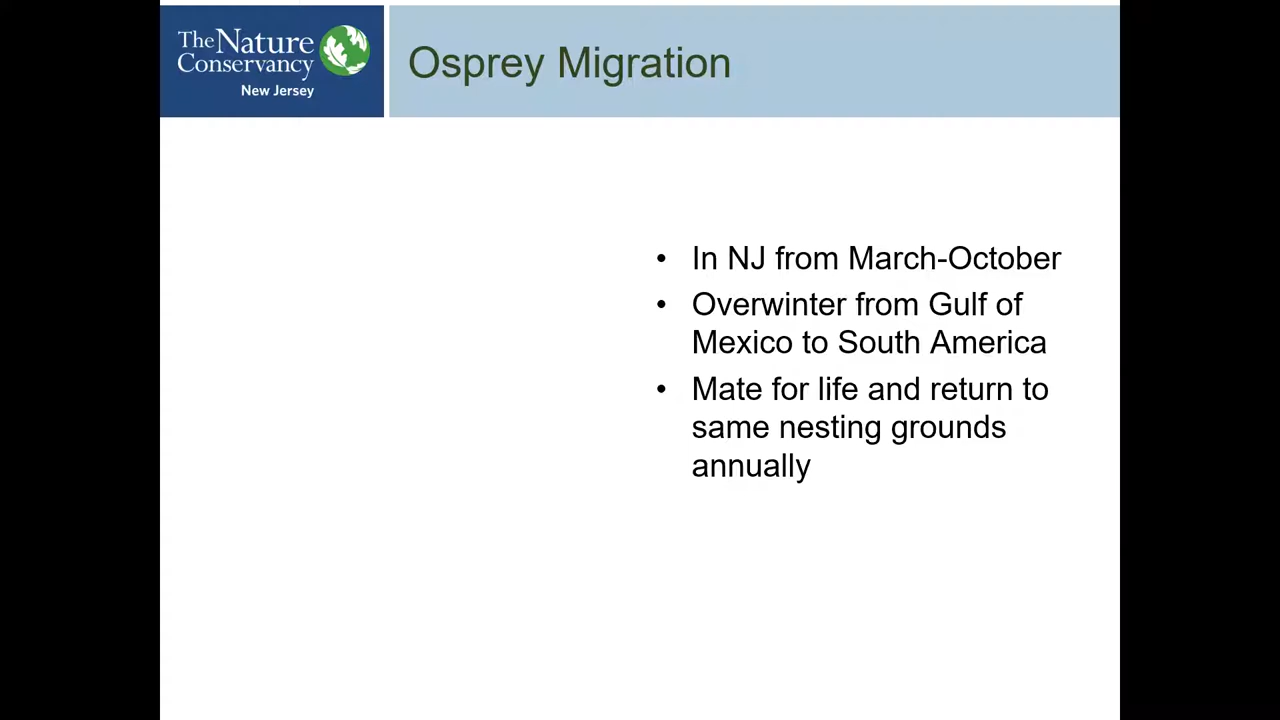 The Nature
Conservancy
New Jersey
Osprey Migration
• In NJ from March-October
• Overwinter from Gulf of
Mexico to South America
• Mate for life and return to
same nesting grounds
annually